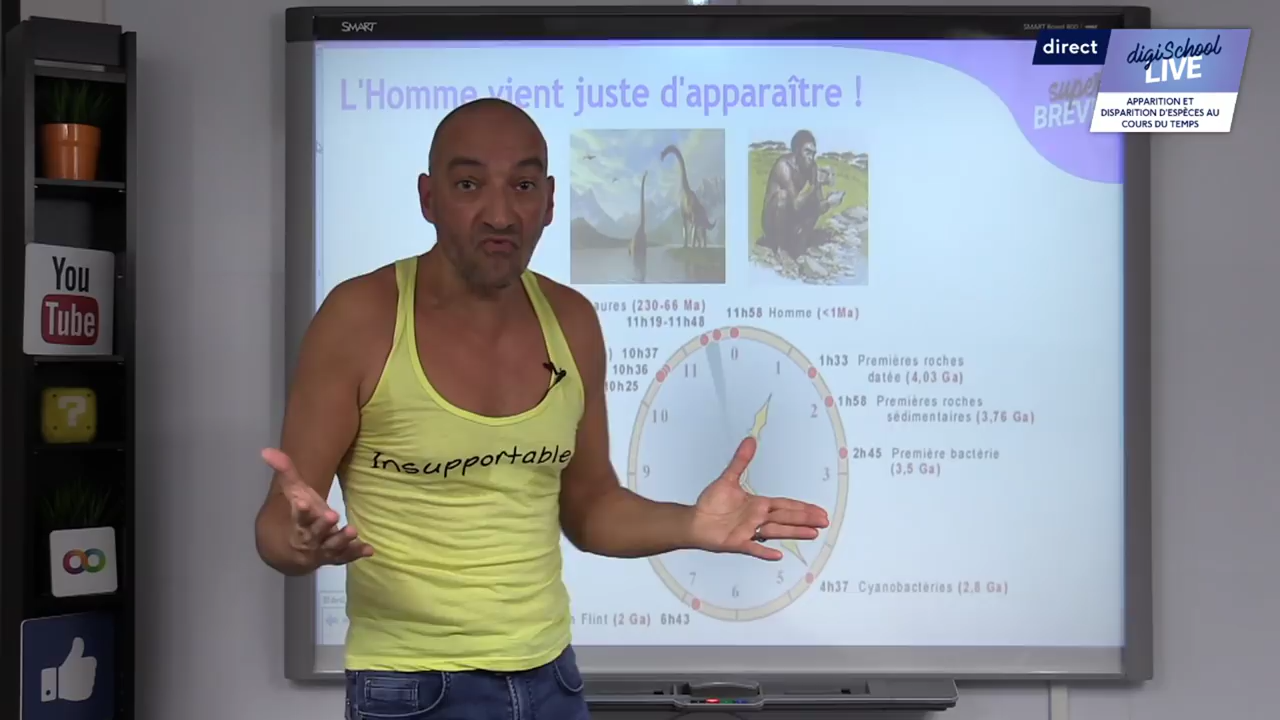 SMART
direct
digiSchool
LIVE
APPARITION ET
DISPARITION D'ESPÈCES AU
COURS DU TEMPS
L'Homme vient juste d'apparaître !
super
BREV
You
Tube
?
aures (230-66 Ma)
11h19-11h48
11h58 Homme (<1Ma)
10h37
10h36
10h25
1h33 Premières roches
datée (4,03 Ga)
1h58 Premières roches
sédimentaires (3,76 Ga)
2h45 Première bactérie
(3,5 Ga)
4h37 Cyanobactéries (2,8 Ga)
Flint (2 Ga) 6h43
0
1
2
3
5
6
7
9
10
11
Insupportable